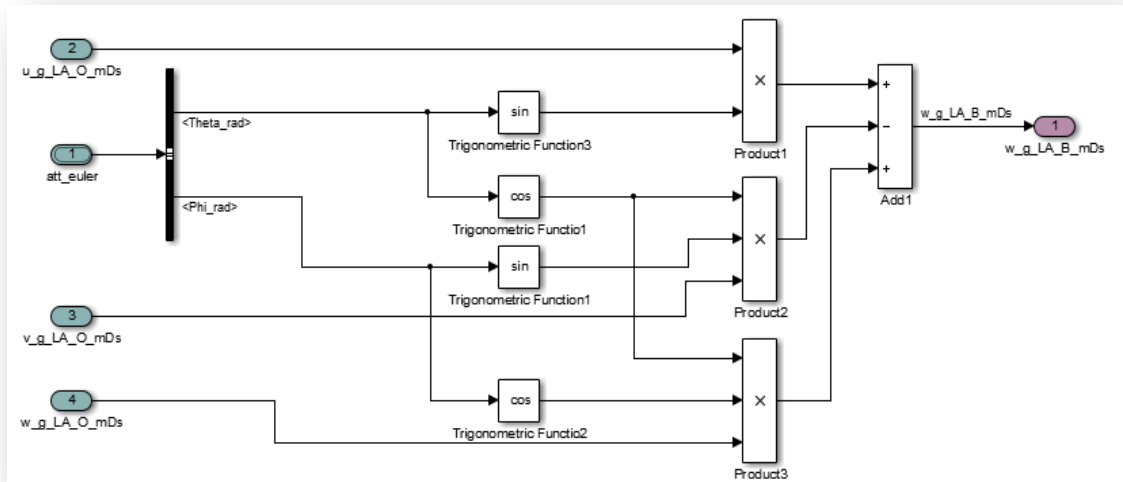 2
u_g_LA_O_mDs
<Theta_rad>
sin
Trigonometric Function3
×
Product1
+
−
+
Add1
w_g_LA_B_mDs
1
w_g_LA_B_mDs
1
att_euler
<Phi_rad>
cos
Trigonometric Functio1
sin
Trigonometric Function1
×
Product2
3
v_g_LA_O_mDs
4
w_g_LA_O_mDs
cos
Trigonometric Functio2
×
Product3